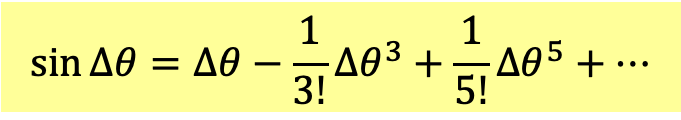 sin Δθ = Δθ − 1/3! Δθ³ + 1/5! Δθ⁵ + ⋯